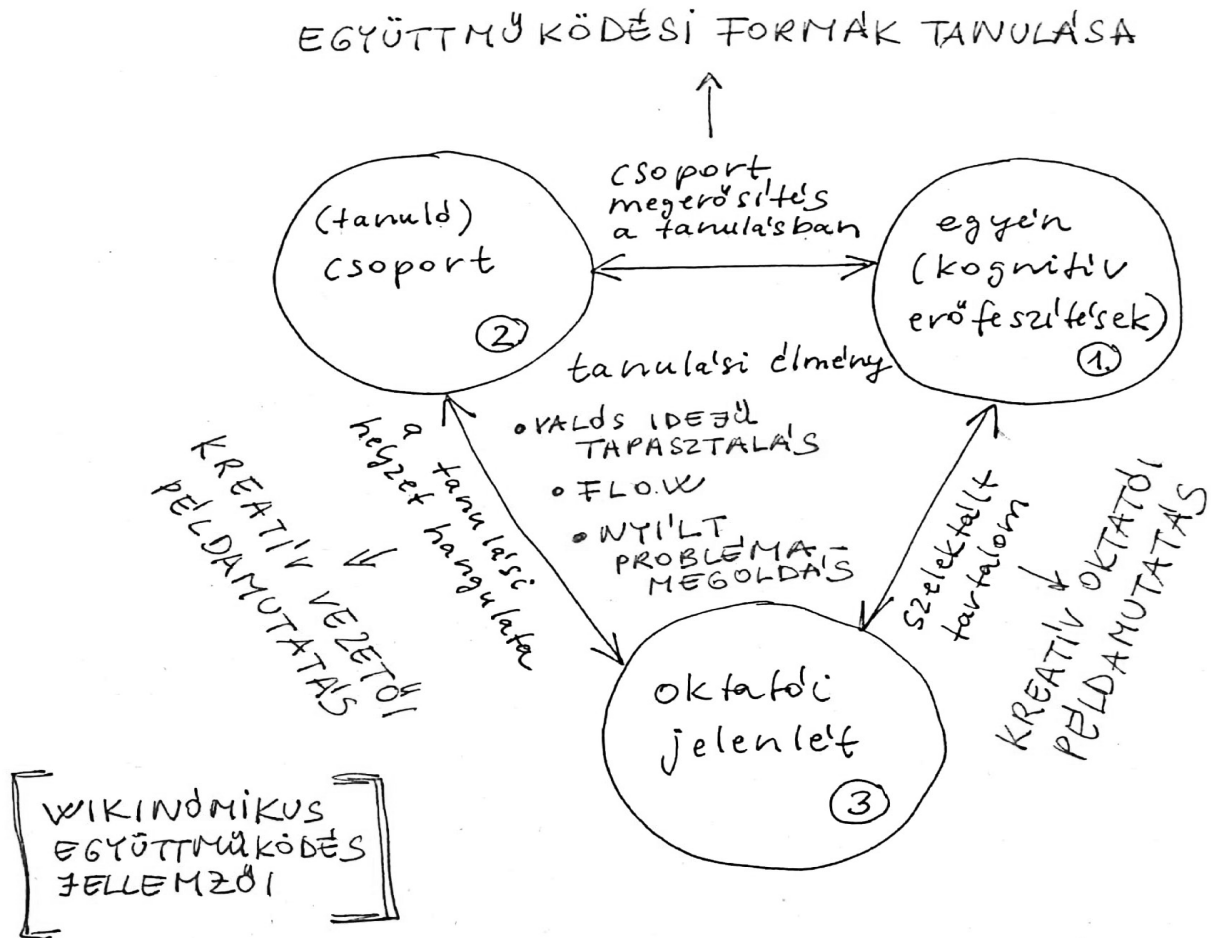 EGYÜTTMŰKÖDÉSI FORMÁK TANULÁSA
csoport
megerősítés
a tanulásban
(tanuló)
csoport
2
egyén
(kognitív
erőfeszítések)
1.
tanulási élmény
• VALÓS IDEJŰ
TAPASZTALÁS
• FLOW
• NYÍLT
PROBLÉMA-
MEGOLDÁS
a tanulási
helyzet hangulata
KREATÍV VEZETŐI
PÉLDAMUTATÁS
szelektált
tartalom
KREATÍV OKTATÓI
PÉLDAMUTATÁS
oktatói
jelenlét
3
WIKINÓMIKUS
EGYÜTTMŰKÖDÉS
JELLEMZŐI